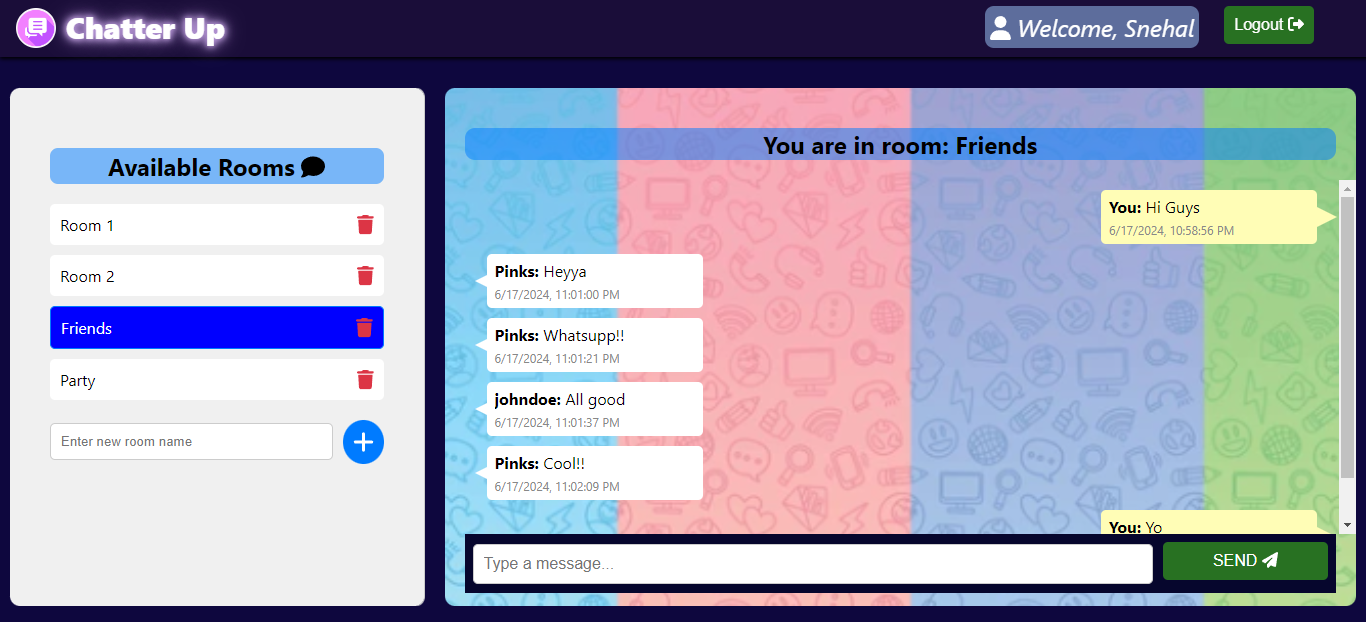 Chatter Up
Welcome, Snehal
Logout
Available Rooms
Room 1
Room 2
Friends
Party
Enter new room name
You are in room: Friends
You: Hi Guys
6/17/2024, 10:58:56 PM
Pinks: Heyya
6/17/2024, 11:01:00 PM
Pinks: Whatsupp!!
6/17/2024, 11:01:21 PM
johndoe: All good
6/17/2024, 11:01:37 PM
Pinks: Cool!!
6/17/2024, 11:02:09 PM
You: Yo
Type a message...
SEND